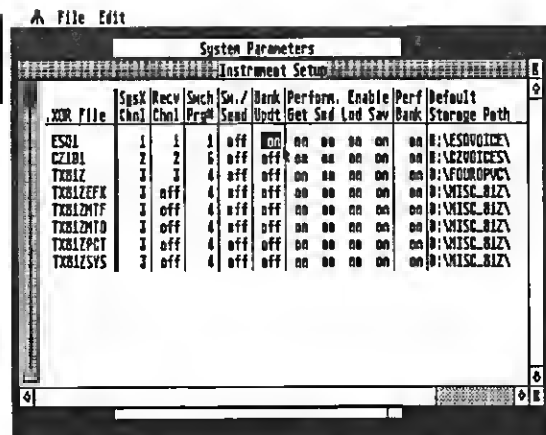 File Edit
System Parameters
Instrument Setup
SysX Recv Swch Sw./ Bank Perform. Enable Perf Default
.XOR File Chnl Chnl Prg# Send Updt Get Snd Lod Sav Bank Storage Path
ESQ1 1 1 1 off on on on on on on D:\ESQVOICE\
CZ101 2 2 6 off off on on on on on D:\CZVOICES\
TX81Z 3 3 4 off off on on on on on D:\FOUROPVC\
TX81ZEFX 3 off 4 off off on on on on on D:\MISC_81Z\
TX81ZMTF 3 off 4 off off on on on on on D:\MISC_81Z\
TX81ZMTO 3 off 4 off off on on on on on D:\MISC_81Z\
TX81ZPCT 3 off 4 off off on on on on on D:\MISC_81Z\
TX81ZSYS 3 off 4 off off on on on on on D:\MISC_81Z\